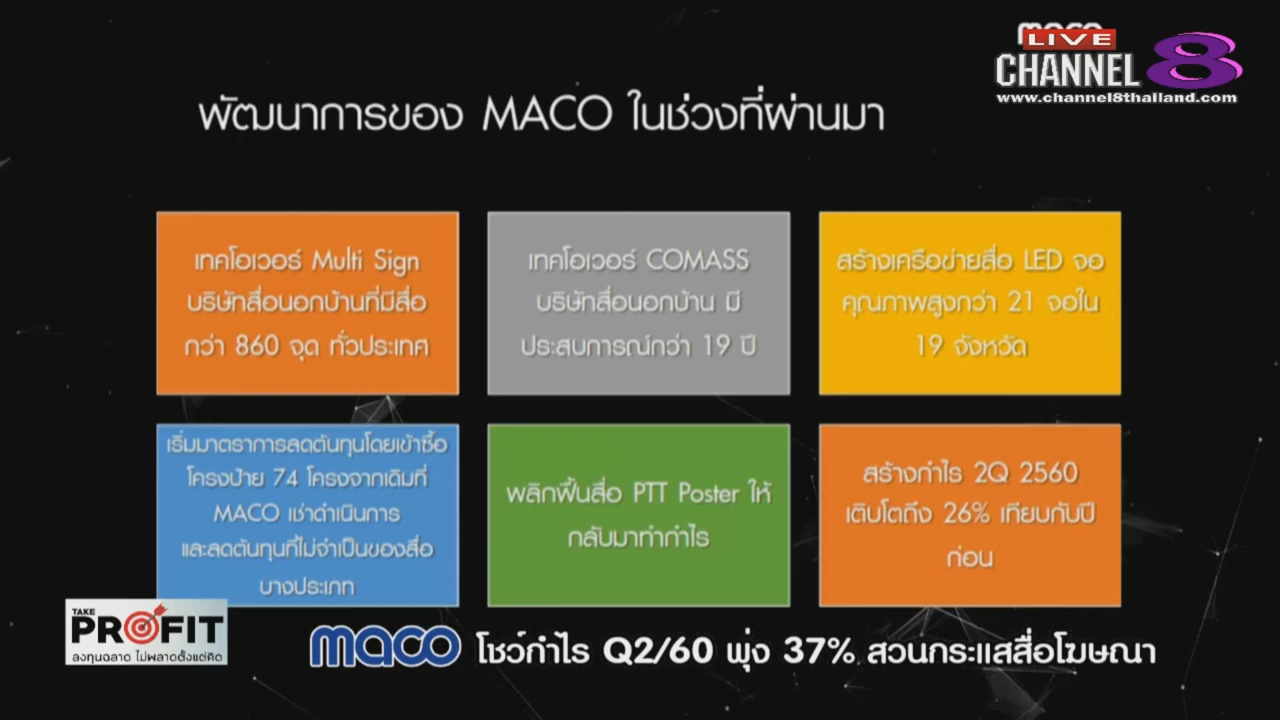 LIVE
CHANNEL 8
www.channel8thailand.com
พัฒนาการของ MACO ในช่วงที่ผ่านมา
เทคโอเวอร์ Multi Sign
บริษัทสื่อนอกบ้านที่มีสื่อ
กว่า 860 จุด ทั่วประเทศ
เทคโอเวอร์ COMASS
บริษัทสื่อนอกบ้าน มี
ประสบการณ์กว่า 19 ปี
สร้างเครือข่ายสื่อ LED จอ
คุณภาพสูงกว่า 21 จอใน
19 จังหวัด
เริ่มมาตราการลดต้นทุนโดยเข้าซื้อ
โครงป้าย 74 โครงจากเดิมที่
MACO เช่าดำเนินการ
และลดต้นทุนที่ไม่จำเป็นของสื่อ
บางประเภท
พลิกฟื้นสื่อ PTT Poster ให้
กลับมาทำกำไร
สร้างกำไร 2Q 2560
เติบโตถึง 26% เทียบกับปี
ก่อน
TAKE
PROFIT
ลงทุนฉลาด ไม่พลาดตั้งแต่คิด
maco โชว์กำไร Q2/60 พุ่ง 37% สวนกระแสสื่อโฆษณา